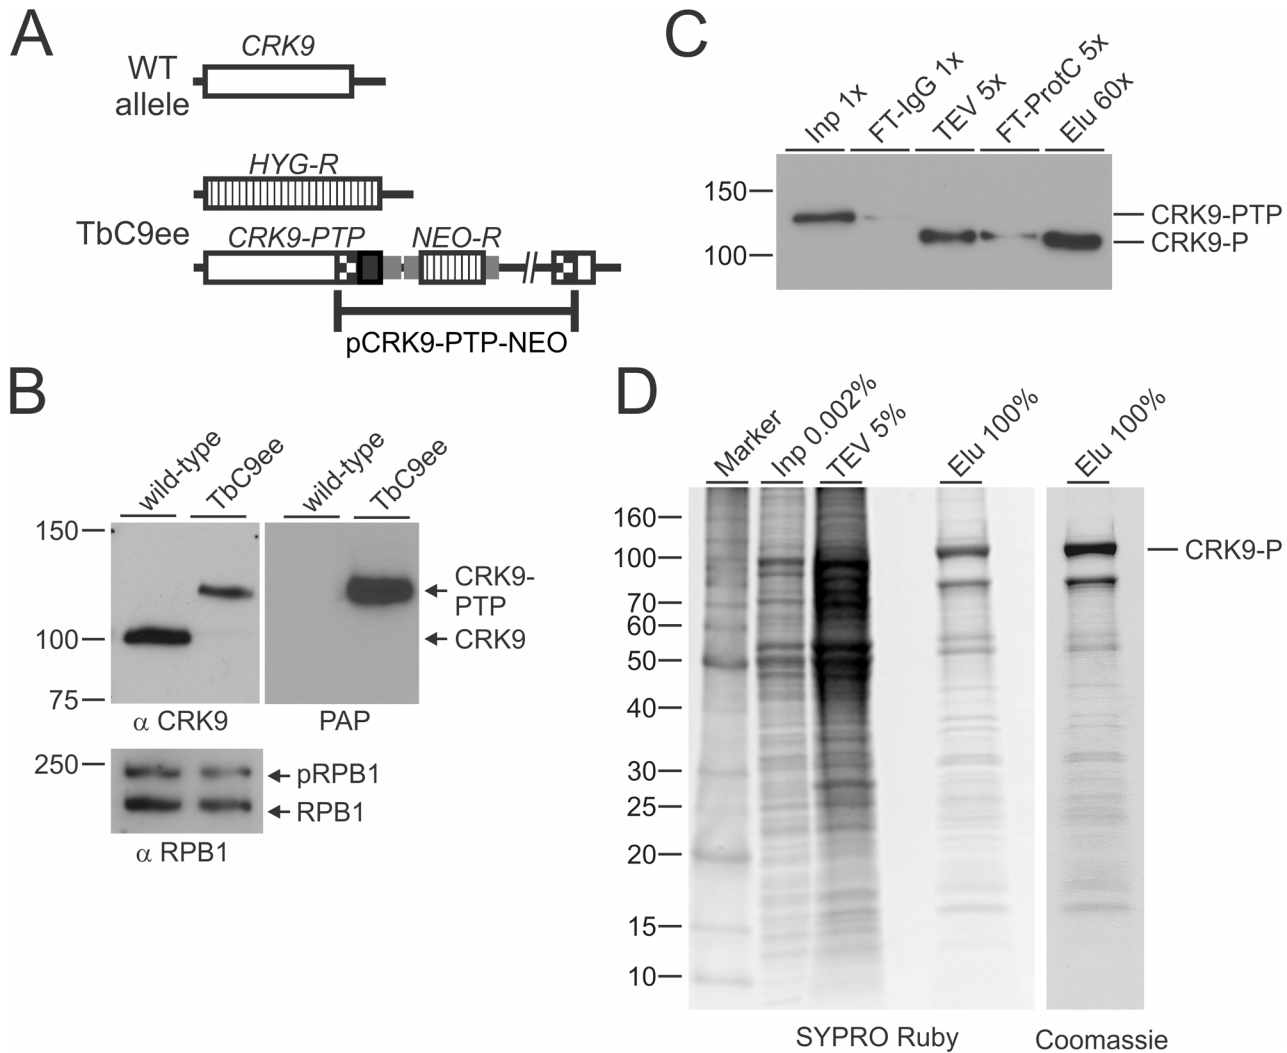 A
CRK9
WT
allele
HYG-R
TbC9ee
CRK9-PTP
NEO-R
pCRK9-PTP-NEO
B
wild-type
TbC9ee
wild-type
TbC9ee
150
100
75
CRK9-
PTP
CRK9
α CRK9
PAP
250
pRPB1
RPB1
α RPB1
C
Inp 1x
FT-IgG 1x
TEV 5x
FT-ProtC 5x
Elu 60x
150
100
CRK9-PTP
CRK9-P
D
Marker
Inp 0.002%
TEV 5%
Elu 100%
Elu 100%
160
100
70
60
50
40
30
25
20
15
10
CRK9-P
SYPRO Ruby
Coomassie